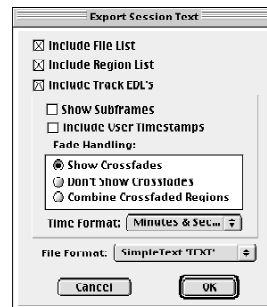 Export Session Text
Include File List
Include Region List
Include Track EDL's
Show Subframes
Include User Timestamps
Fade Handling:
Show Crossfades
Don't Show Crossfades
Combine Crossfaded Regions
Time Format: Minutes & Sec...
File Format: SimpleText 'TEXT'
Cancel OK